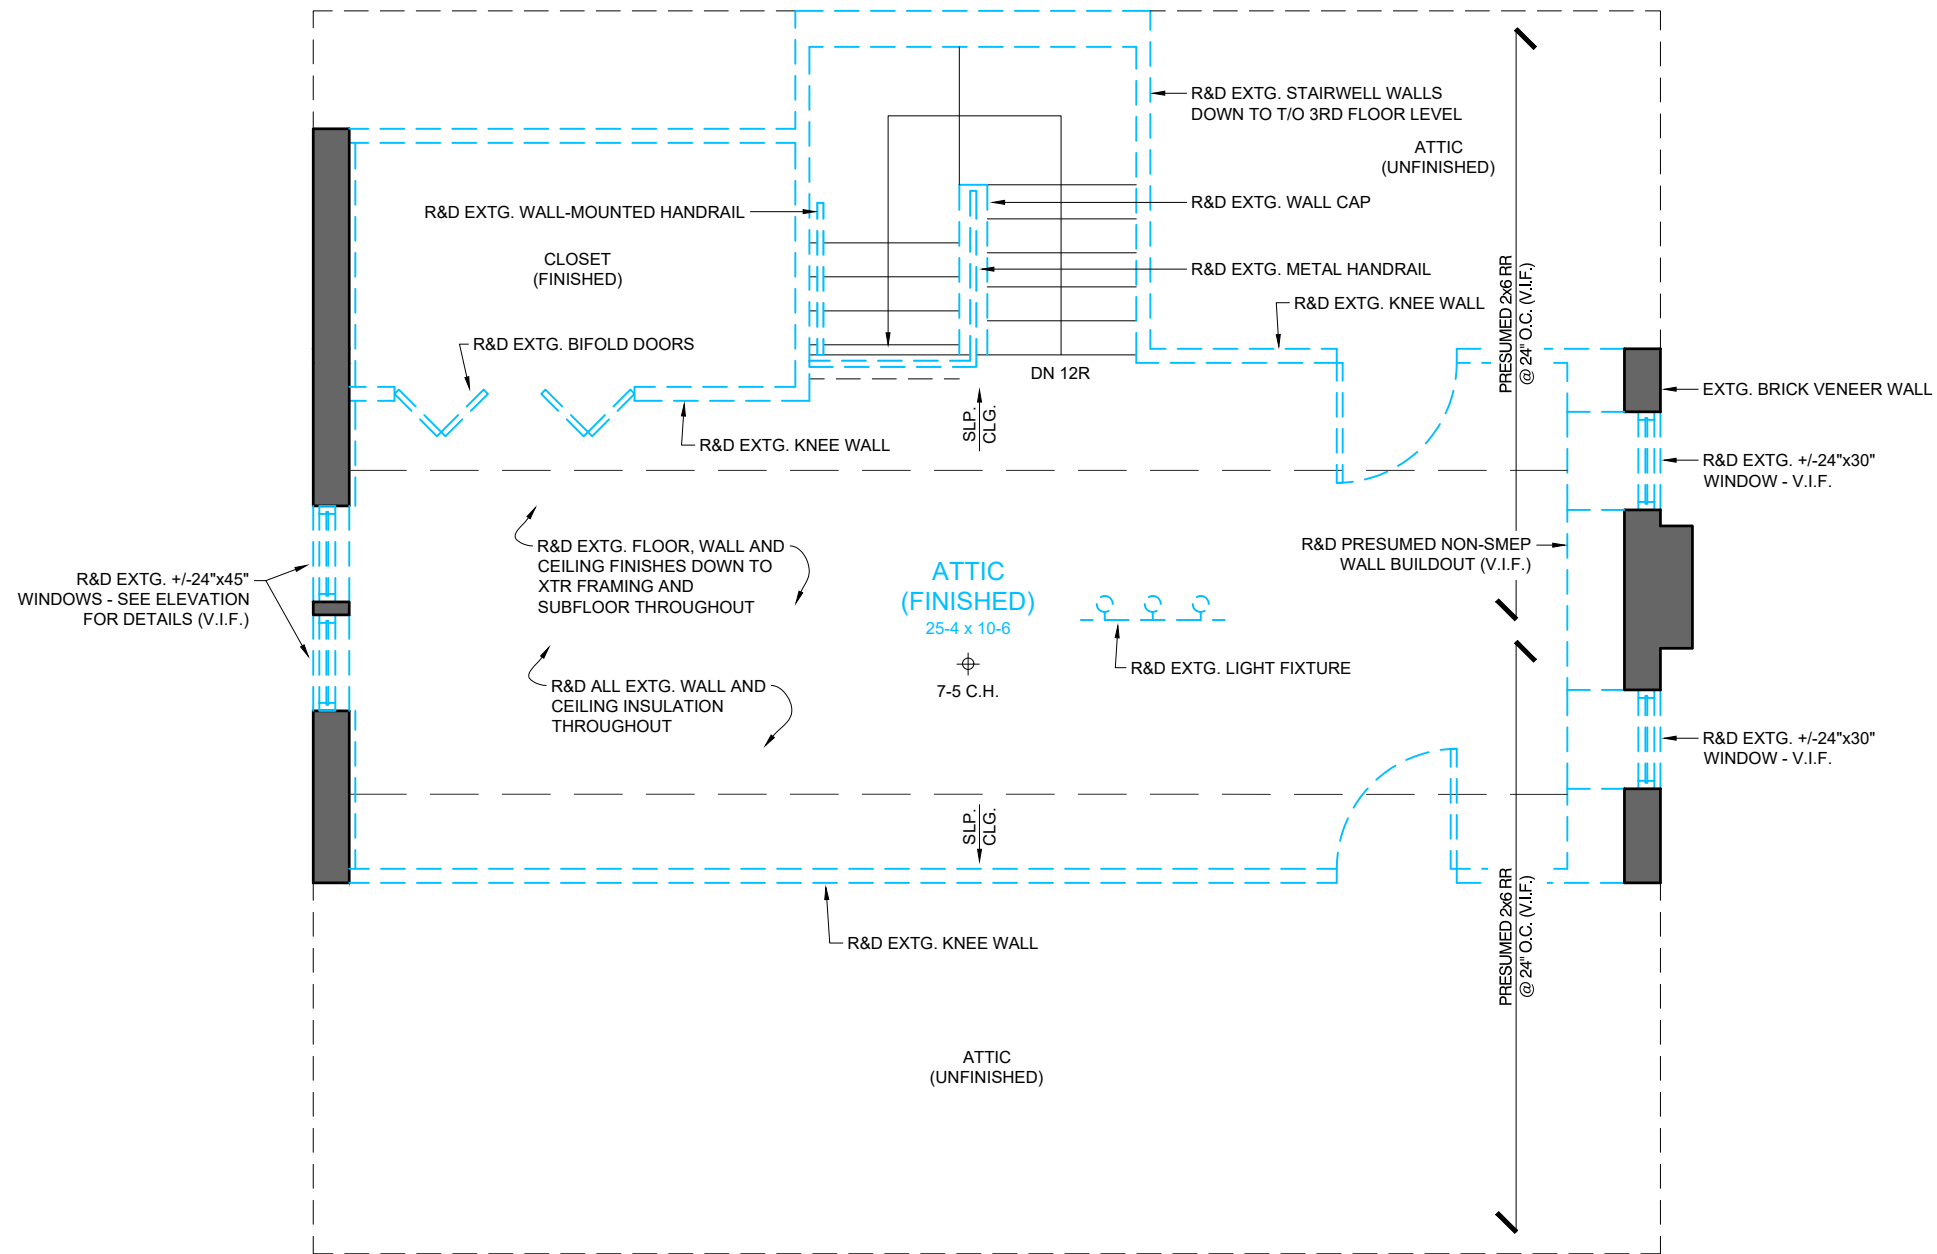 R&D EXTG. STAIRWELL WALLS
DOWN TO T/O 3RD FLOOR LEVEL
ATTIC
(UNFINISHED)
R&D EXTG. WALL-MOUNTED HANDRAIL
R&D EXTG. WALL CAP
CLOSET
(FINISHED)
R&D EXTG. METAL HANDRAIL
R&D EXTG. KNEE WALL
PRESUMED 2x6 RR
@ 24" O.C. (V.I.F.)
R&D EXTG. BIFOLD DOORS
DN 12R
EXTG. BRICK VENEER WALL
SLP.
CLG.
R&D EXTG. KNEE WALL
R&D EXTG. +/-24"x30"
WINDOW - V.I.F.
R&D EXTG. FLOOR, WALL AND
CEILING FINISHES DOWN TO
XTR FRAMING AND
SUBFLOOR THROUGHOUT
R&D PRESUMED NON-SMEP
WALL BUILDOUT (V.I.F.)
R&D EXTG. +/-24"x45"
WINDOWS - SEE ELEVATION
FOR DETAILS (V.I.F.)
ATTIC
(FINISHED)
25-4 x 10-6
7-5 C.H.
R&D EXTG. LIGHT FIXTURE
R&D ALL EXTG. WALL AND
CEILING INSULATION
THROUGHOUT
R&D EXTG. +/-24"x30"
WINDOW - V.I.F.
SLP.
CLG.
PRESUMED 2x6 RR
@ 24" O.C. (V.I.F.)
R&D EXTG. KNEE WALL
ATTIC
(UNFINISHED)